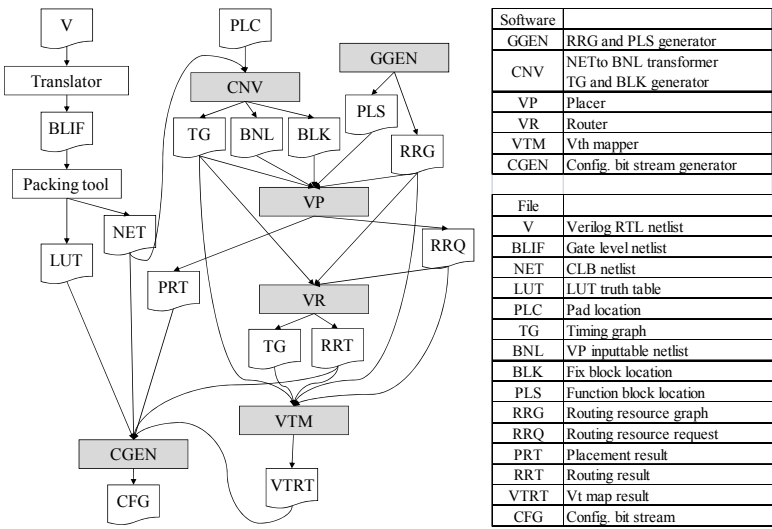 V
PLC
GGEN
Translator
CNV
PLS
BLIF
TG
BNL
BLK
RRG
Packing tool
VP
NET
RRQ
LUT
PRT
VR
TG
RRT
VTM
CGEN
VTRT
CFG
Software
GGEN RRG and PLS generator
CNV NETto BNL transformer
TG and BLK generator
VP Placer
VR Router
VTM Vth mapper
CGEN Config. bit stream generator
File
V Verilog RTL netlist
BLIF Gate level netlist
NET CLB netlist
LUT LUT truth table
PLC Pad location
TG Timing graph
BNL VP inputtable netlist
BLK Fix block location
PLS Function block location
RRG Routing resource graph
RRQ Routing resource request
PRT Placement result
RRT Routing result
VTRT Vt map result
CFG Config. bit stream